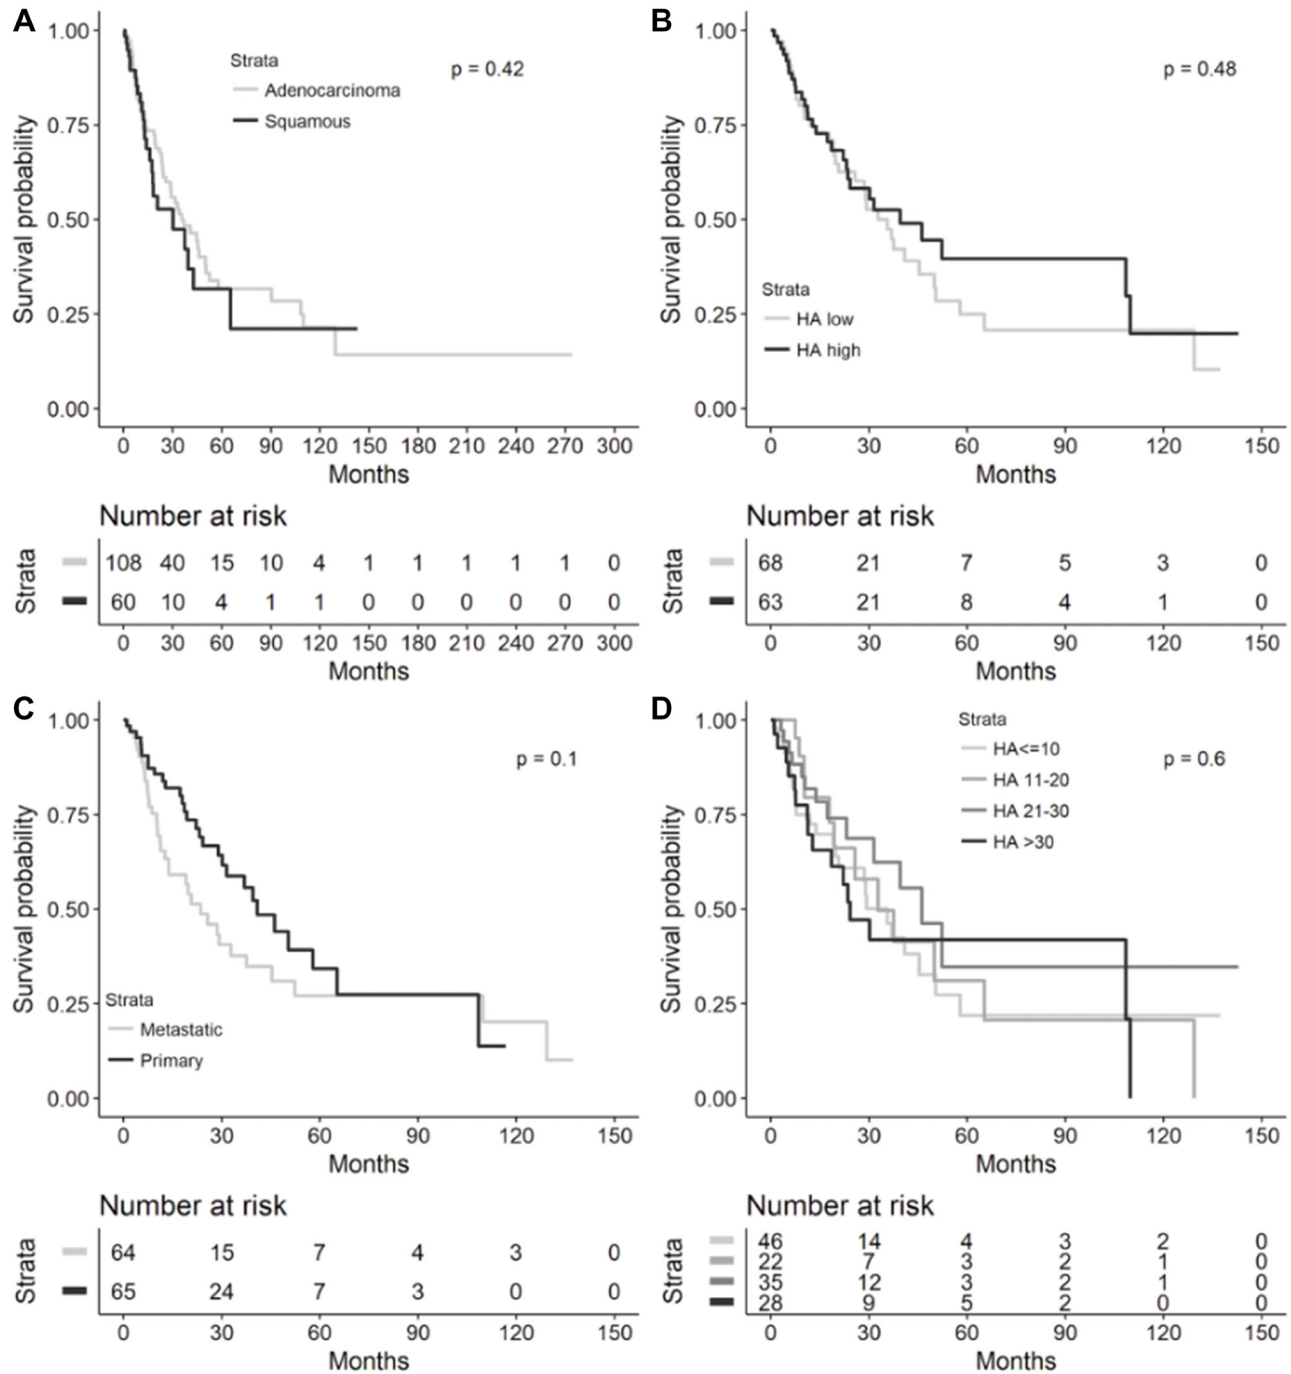 A
1.00
0.75
0.50
0.25
0.00
Survival probability
Strata
Adenocarcinoma
Squamous
p = 0.42
0 30 60 90 120 150 180 210 240 270 300
Months
Number at risk
Strata
108 40 15 10 4 1 1 1 1 1 0
60 10 4 1 1 0 0 0 0 0 0
0 30 60 90 120 150 180 210 240 270 300
Months
B
1.00
0.75
0.50
0.25
0.00
Survival probability
p = 0.48
Strata
HA low
HA high
0 30 60 90 120 150
Months
Number at risk
Strata
68 21 7 5 3 0
63 21 8 4 1 0
0 30 60 90 120 150
Months
C
1.00
0.75
0.50
0.25
0.00
Survival probability
p = 0.1
Strata
Metastatic
Primary
0 30 60 90 120 150
Months
Number at risk
Strata
64 15 7 4 3 0
65 24 7 3 0 0
0 30 60 90 120 150
Months
D
1.00
0.75
0.50
0.25
0.00
Survival probability
Strata
HA<=10
HA 11-20
HA 21-30
HA >30
p = 0.6
0 30 60 90 120 150
Months
Number at risk
Strata
46 14 4 3 2 0
22 7 3 2 1 0
35 12 3 2 1 0
28 9 5 2 0 0
0 30 60 90 120 150
Months